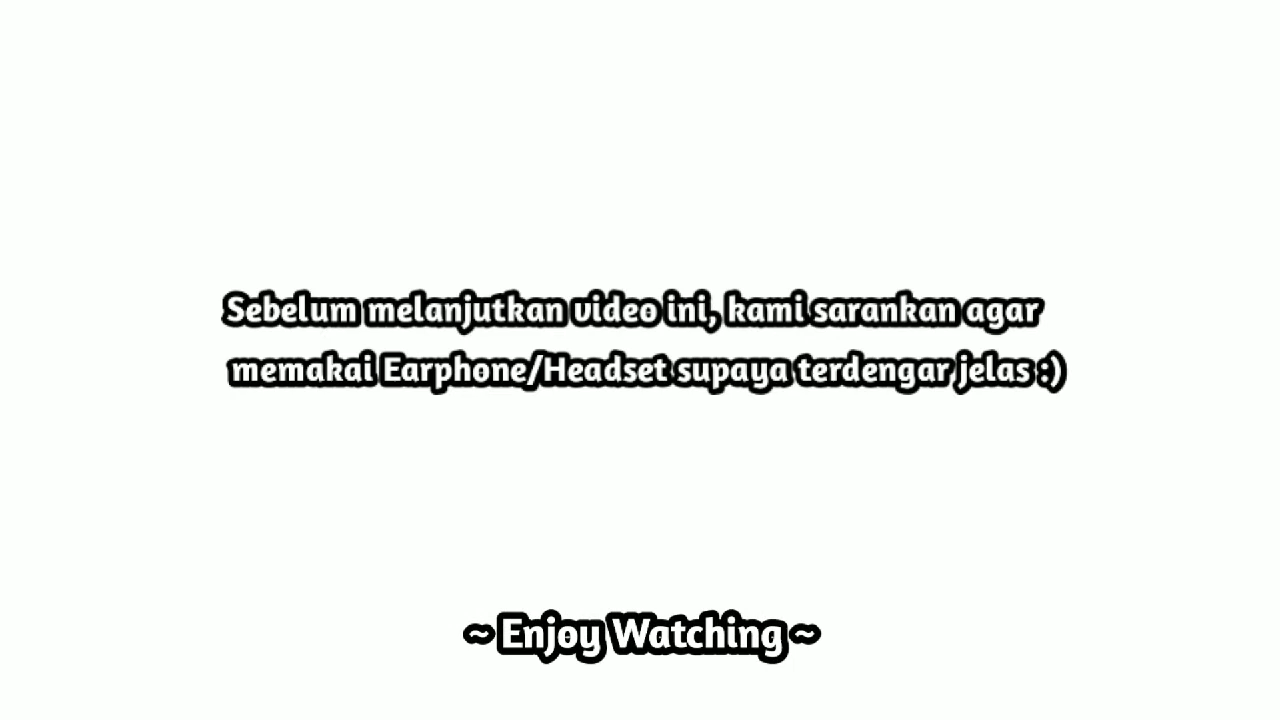 Sebelum melanjutkan video ini, kami sarankan agar
memakai Earphone/Headset supaya terdengar jelas :)
~ Enjoy Watching ~